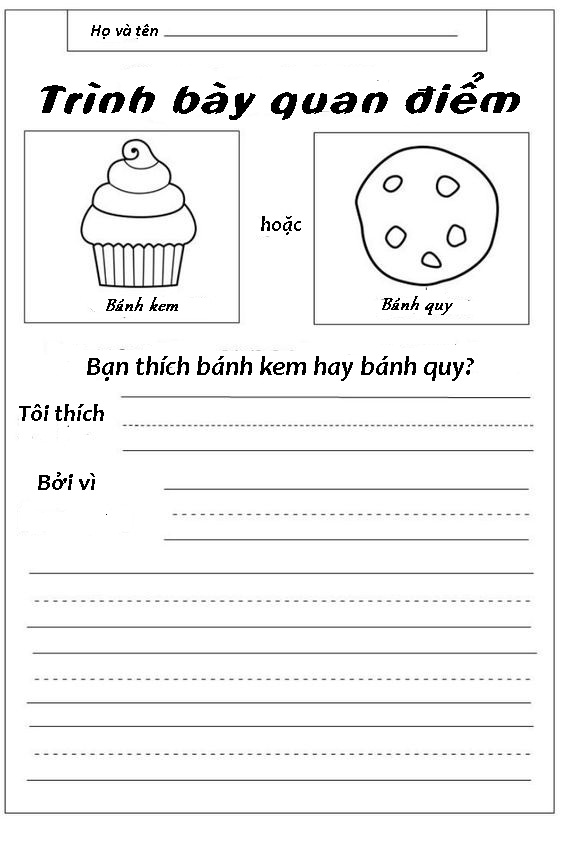 Họ và tên
Trình bày quan điểm
hoặc
Bánh kem
Bánh quy
Bạn thích bánh kem hay bánh quy?
Tôi thích
Bởi vì